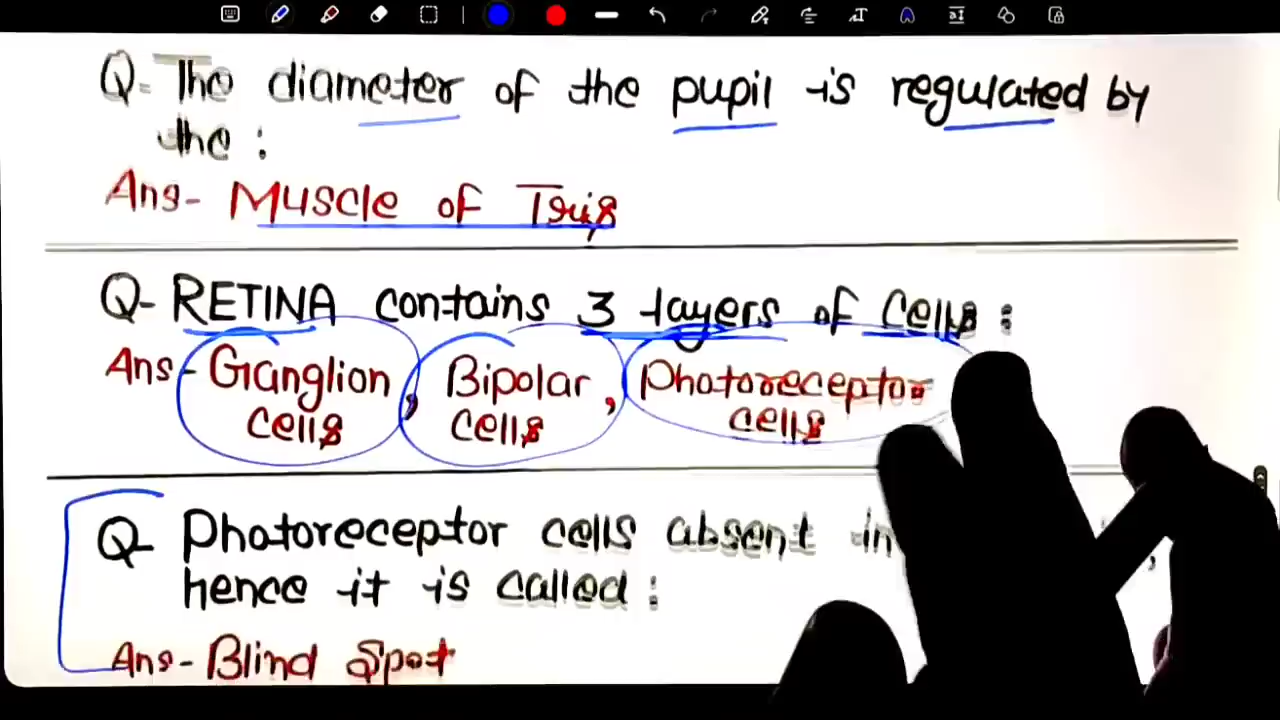 Q- The diameter of the pupil is regulated by
the :
Ans- Muscle of Iris
Q- RETINA contains 3 layers of Cells :
Ans- Ganglion cells, Bipolar cells, Photoreceptor cells
Q- Photoreceptor cells absent in
hence it is called :
Ans- Blind Spot